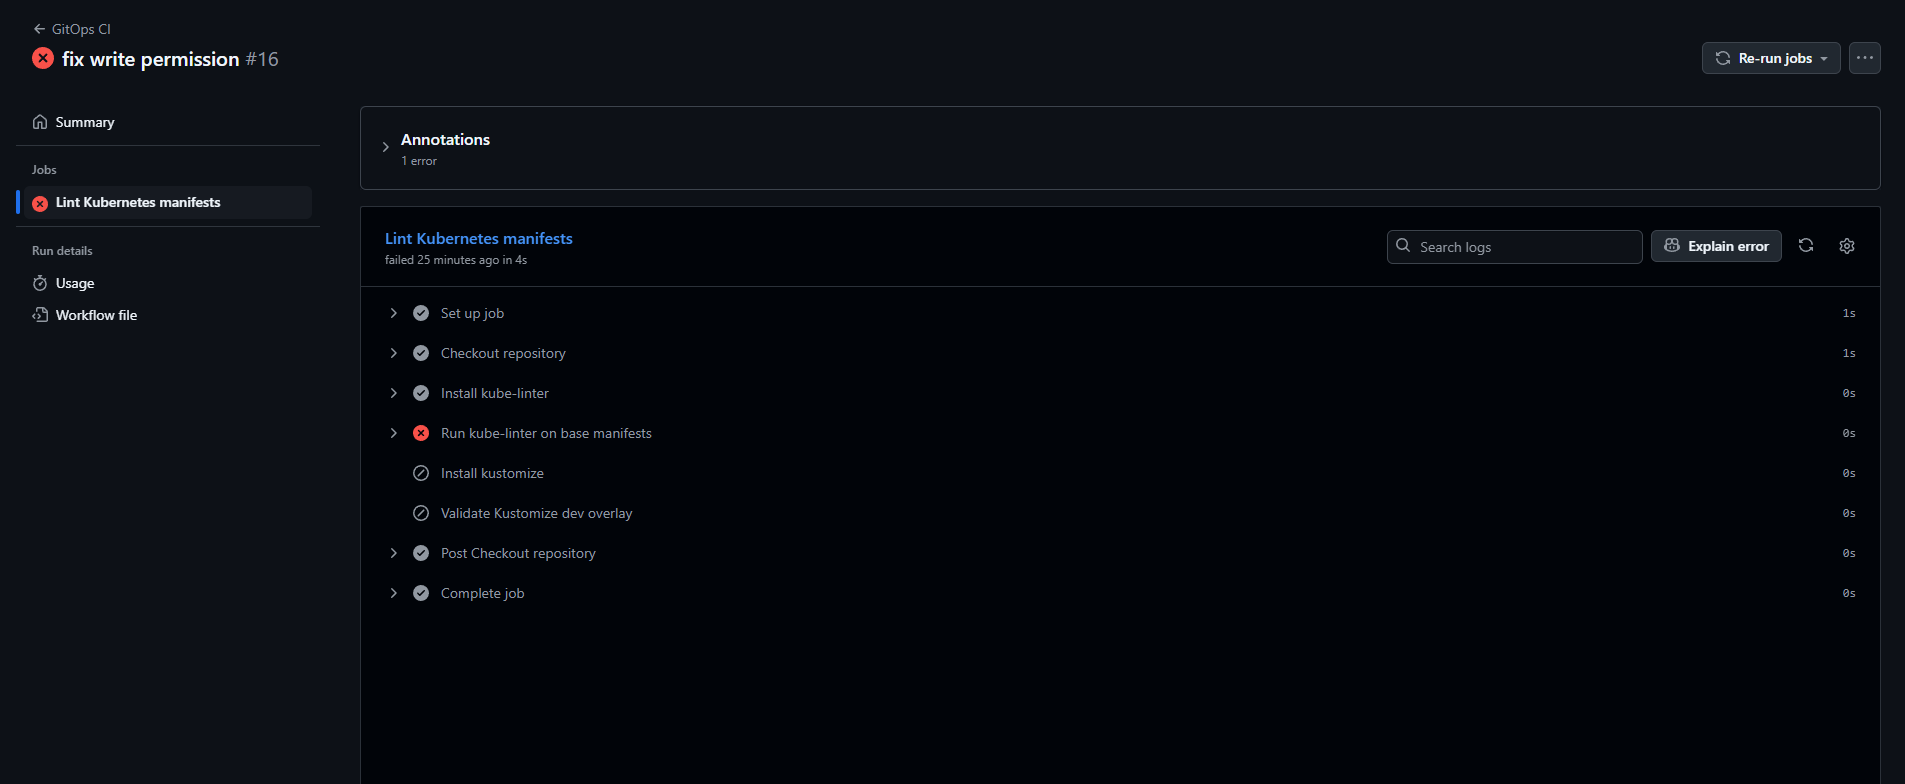 GitOps CI
fix write permission #16
Re-run jobs
Summary
Jobs
Lint Kubernetes manifests
Run details
Usage
Workflow file
Annotations
1 error
Lint Kubernetes manifests
failed 25 minutes ago in 4s
Search logs
Explain error
Set up job 1s
Checkout repository 1s
Install kube-linter 0s
Run kube-linter on base manifests 0s
Install kustomize 0s
Validate Kustomize dev overlay 0s
Post Checkout repository 0s
Complete job 0s